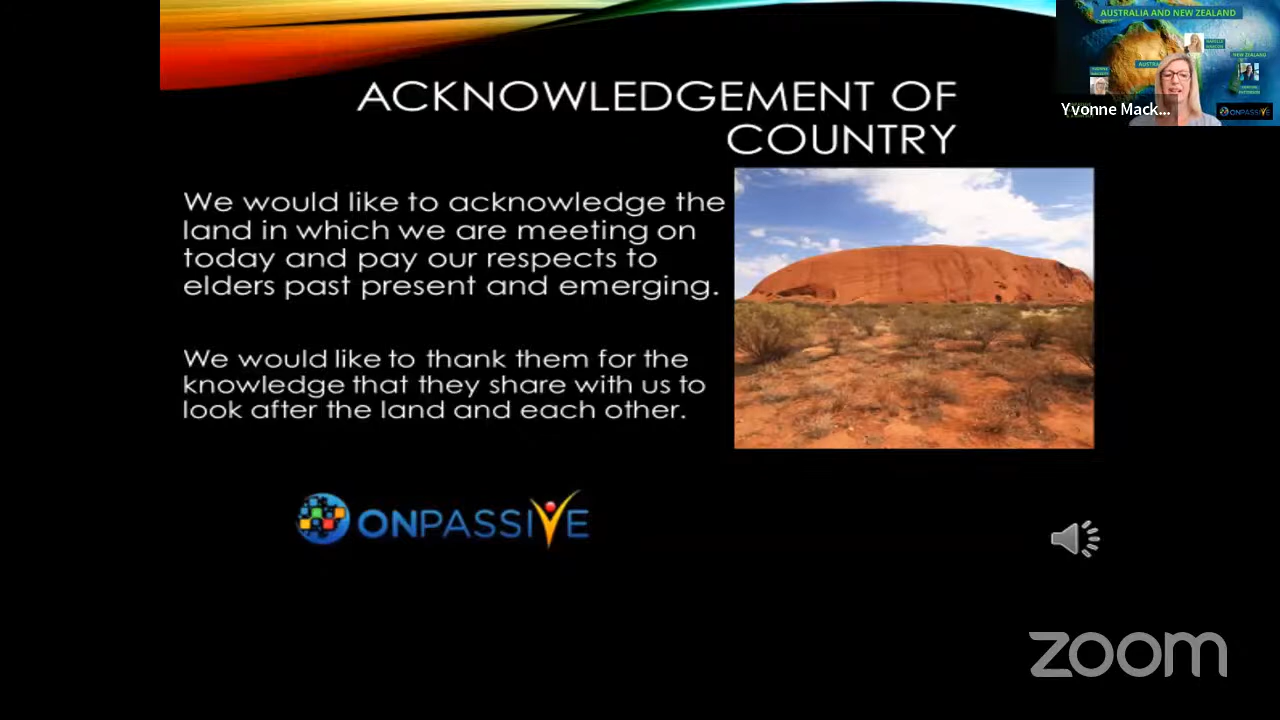 ACKNOWLEDGEMENT OF
COUNTRY
We would like to acknowledge the
land in which we are meeting on
today and pay our respects to
elders past present and emerging.
We would like to thank them for the
knowledge that they share with us to
look after the land and each other.
ONPASSIVE
AUSTRALIA AND NEW ZEALAND
NEW ZEALAND
Yvonne Mack...
ONPASSIVE
zoom